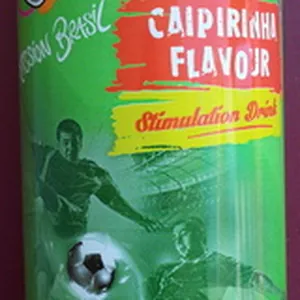 CAIPIRINHA
FLAVOUR
Stimulation Drink
Brasil